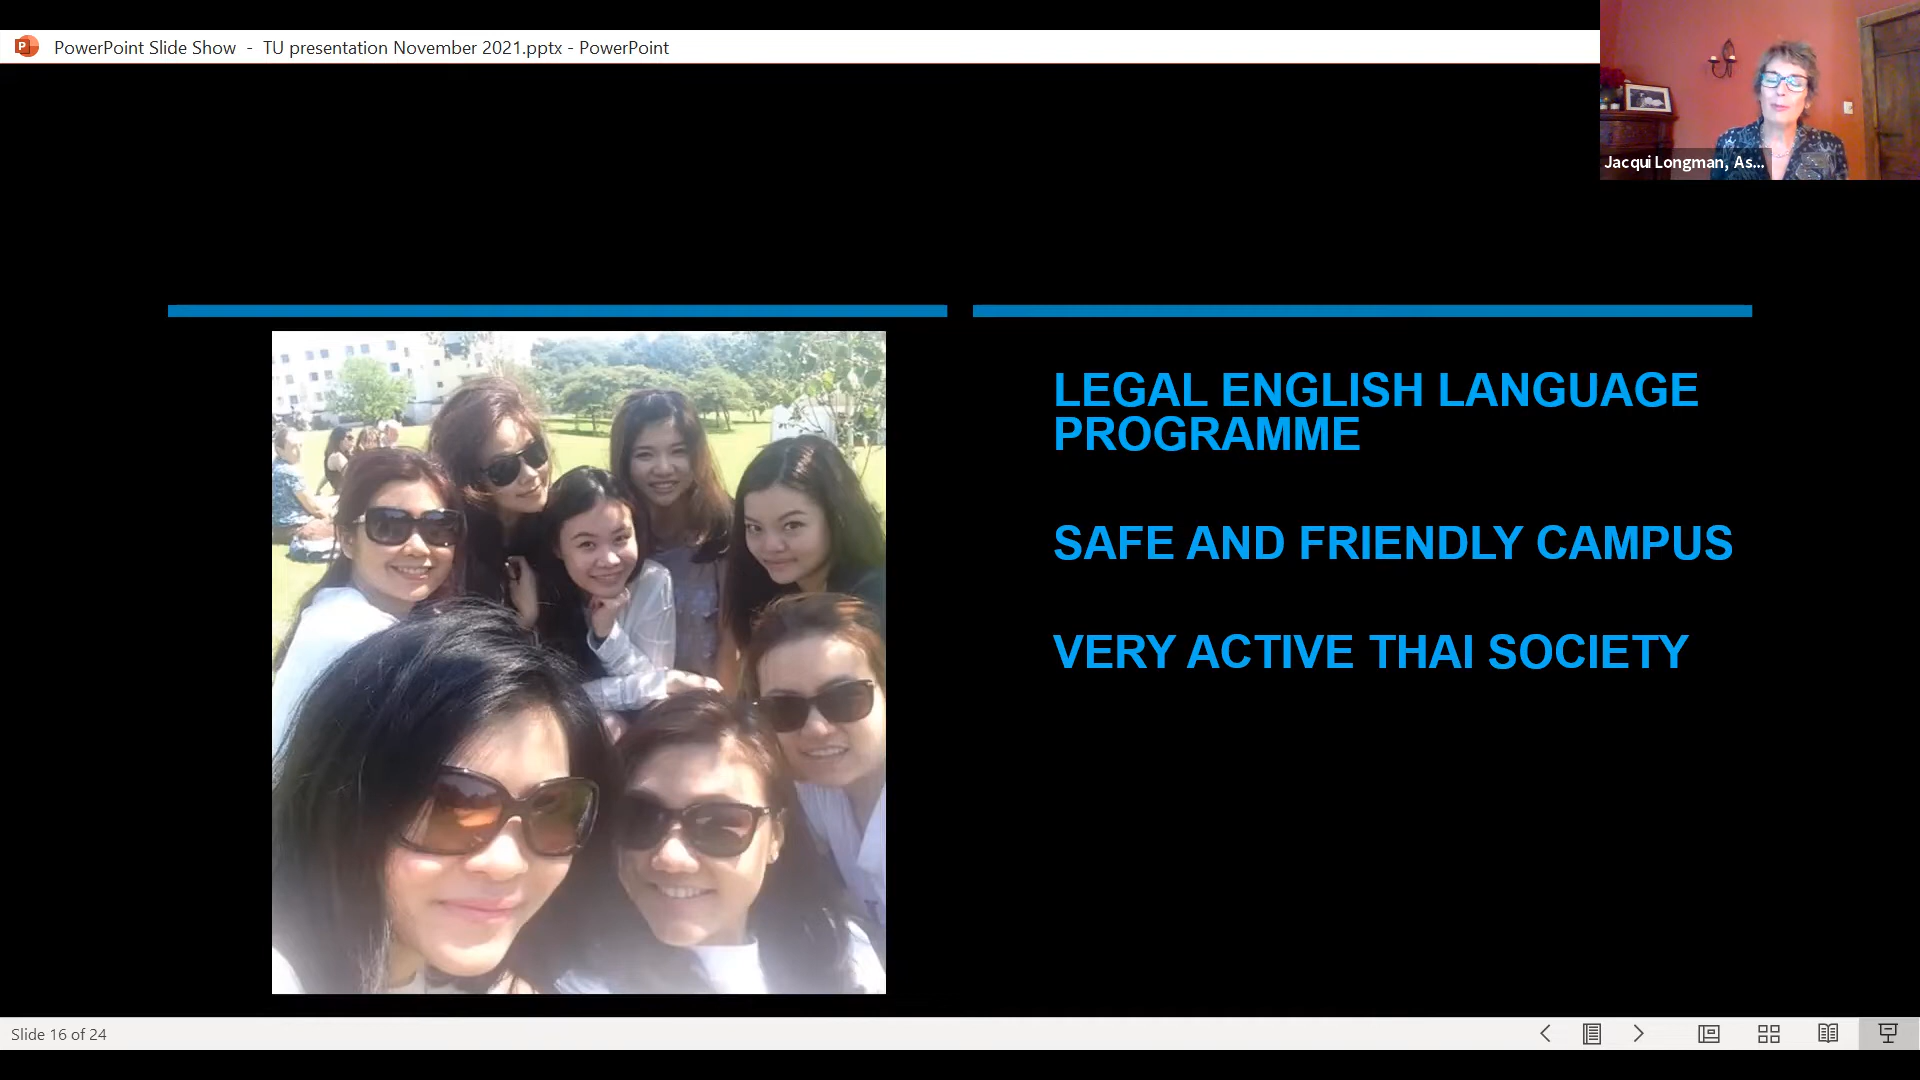 PowerPoint Slide Show - TU presentation November 2021.pptx - PowerPoint
Jacqui Longman, As...
LEGAL ENGLISH LANGUAGE
PROGRAMME
SAFE AND FRIENDLY CAMPUS
VERY ACTIVE THAI SOCIETY
Slide 16 of 24